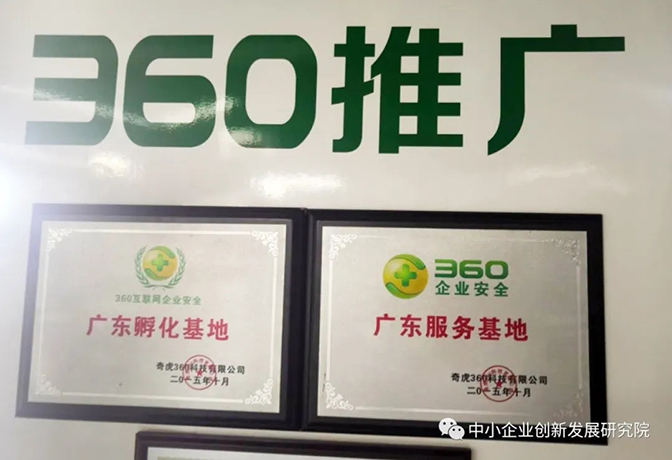 360推广
360互联网企业安全
广东孵化基地
奇虎360科技有限公司
二〇一五年十月
360
企业安全
广东服务基地
奇虎360科技有限公司
二〇一五年十月
中小企业创新发展研究院